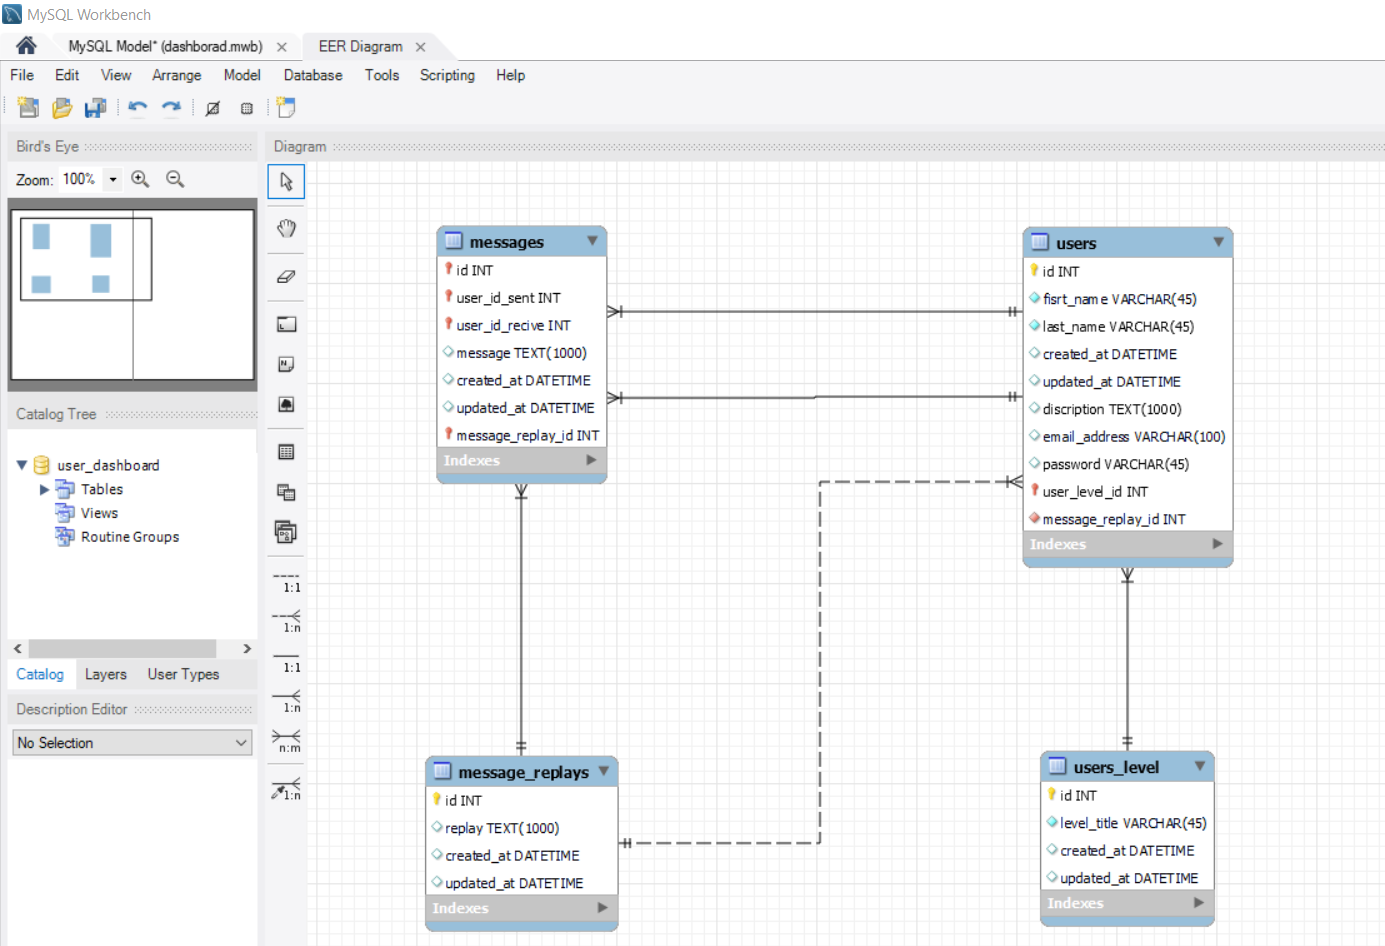 MySQL Workbench
MySQL Model* (dashborad.mwb) EER Diagram
File Edit View Arrange Model Database Tools Scripting Help
Bird's Eye
Zoom: 100%
Catalog Tree
user_dashboard
Tables
Views
Routine Groups
Catalog Layers User Types
Description Editor
No Selection
Diagram
1:1
1:n
1:1
1:n
n:m
1:n
messages
id INT
user_id_sent INT
user_id_recive INT
message TEXT(1000)
created_at DATETIME
updated_at DATETIME
message_replay_id INT
Indexes
users
id INT
fisrt_name VARCHAR(45)
last_name VARCHAR(45)
created_at DATETIME
updated_at DATETIME
discription TEXT(1000)
email_address VARCHAR(100)
password VARCHAR(45)
user_level_id INT
message_replay_id INT
Indexes
message_replays
id INT
replay TEXT(1000)
created_at DATETIME
updated_at DATETIME
Indexes
users_level
id INT
level_title VARCHAR(45)
created_at DATETIME
updated_at DATETIME
Indexes